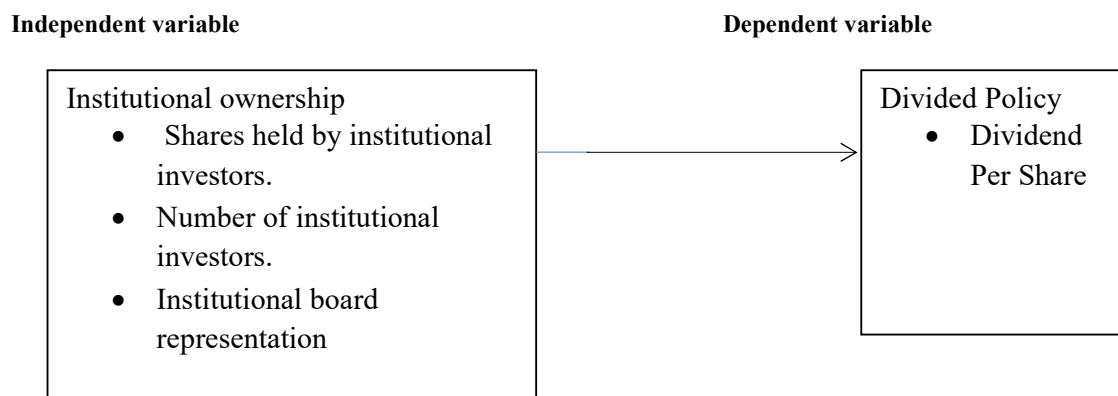 Independent variable
Dependent variable
Institutional ownership
• Shares held by institutional
investors.
• Number of institutional
investors.
• Institutional board
representation
Divided Policy
• Dividend
Per Share